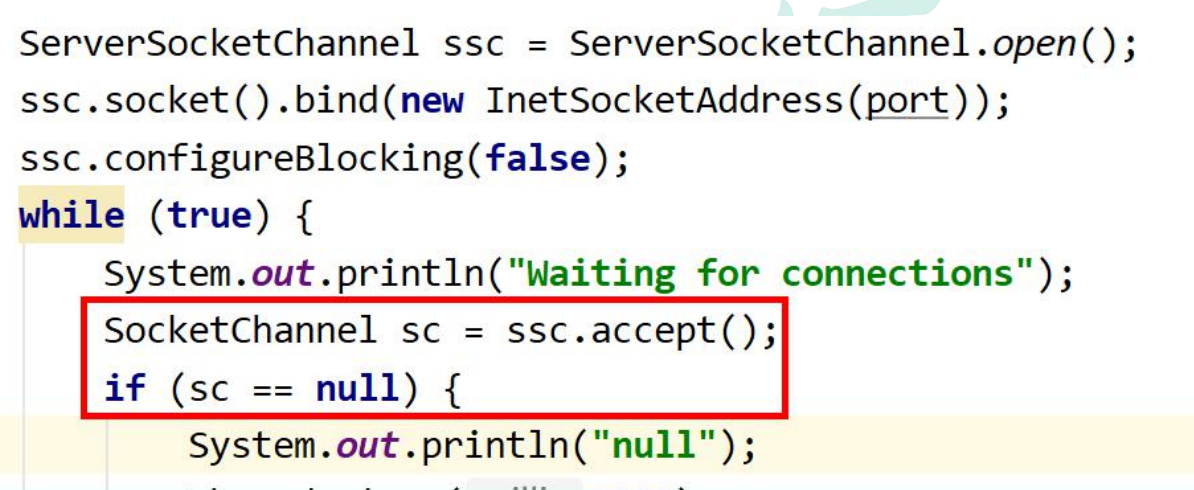 ServerSocketChannel ssc = ServerSocketChannel.open();
ssc.socket().bind(new InetSocketAddress(port));
ssc.configureBlocking(false);
while (true) {
System.out.println("Waiting for connections");
SocketChannel sc = ssc.accept();
if (sc == null) {
System.out.println("null");